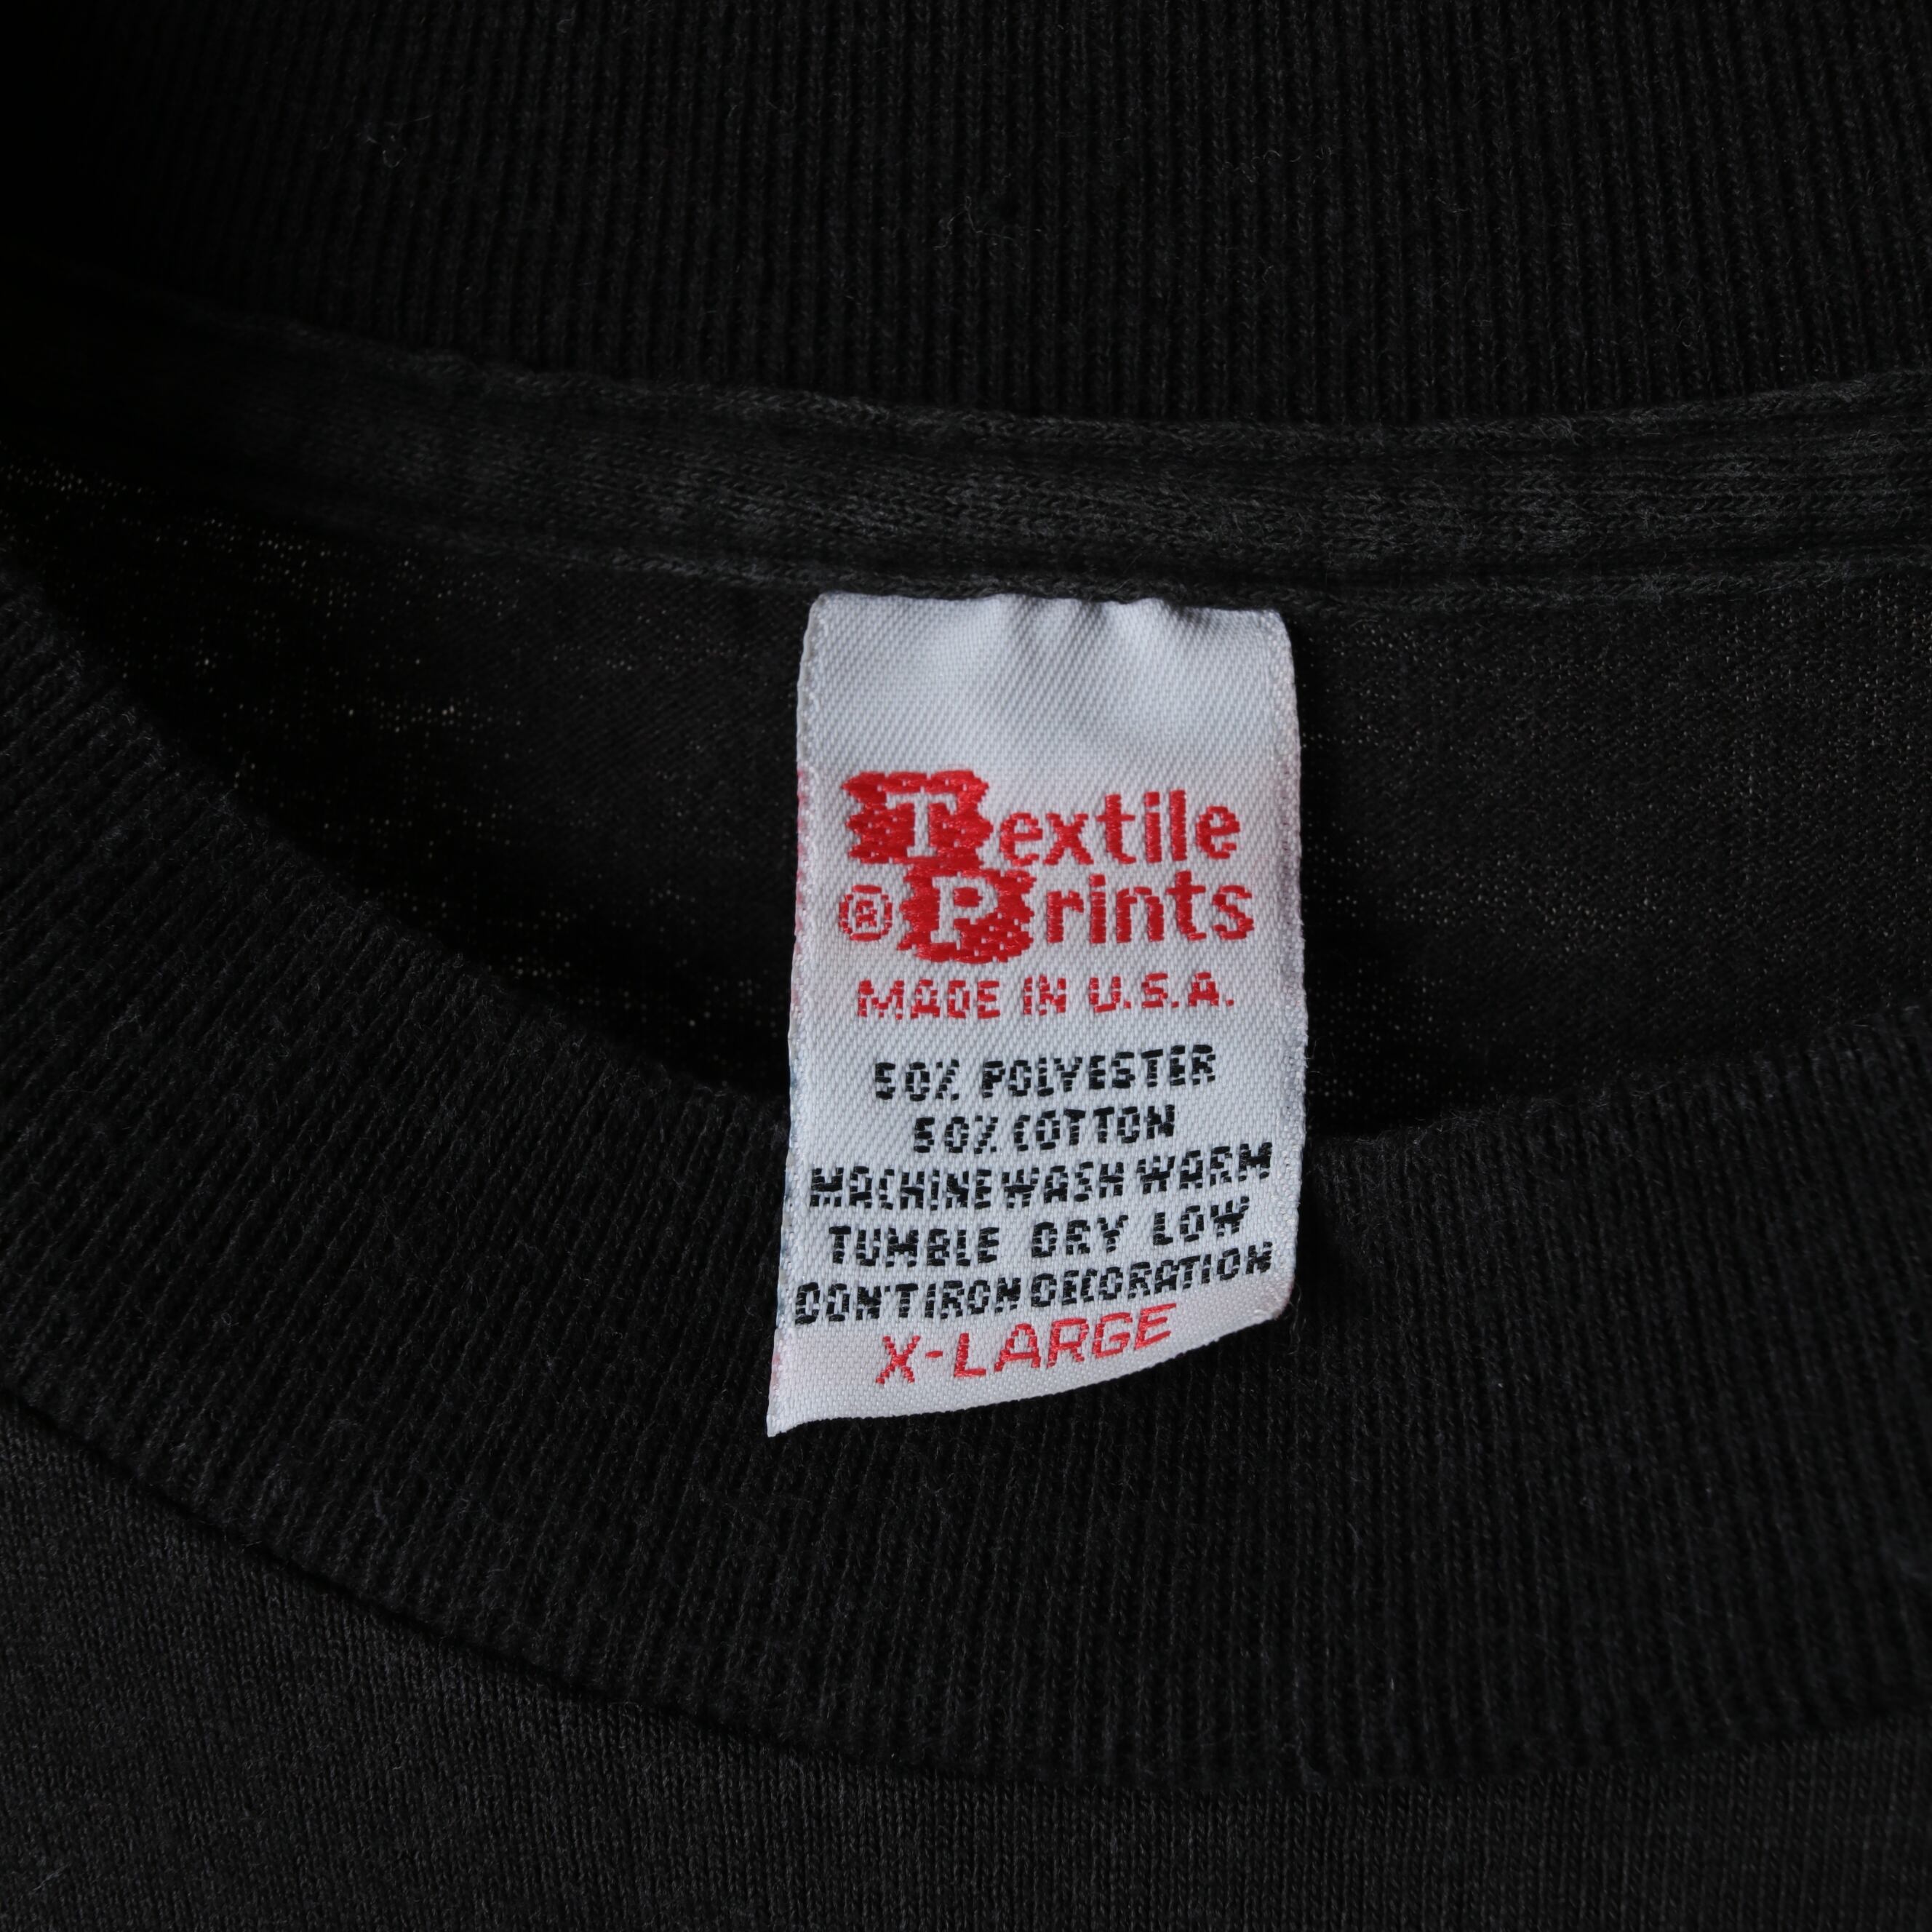 Textile
® Prints
MADE IN U.S.A.
50% POLYESTER
50% COTTON
MACHINE WASH WARM
TUMBLE DRY LOW
DON'T IRON DECORATION
X-LARGE